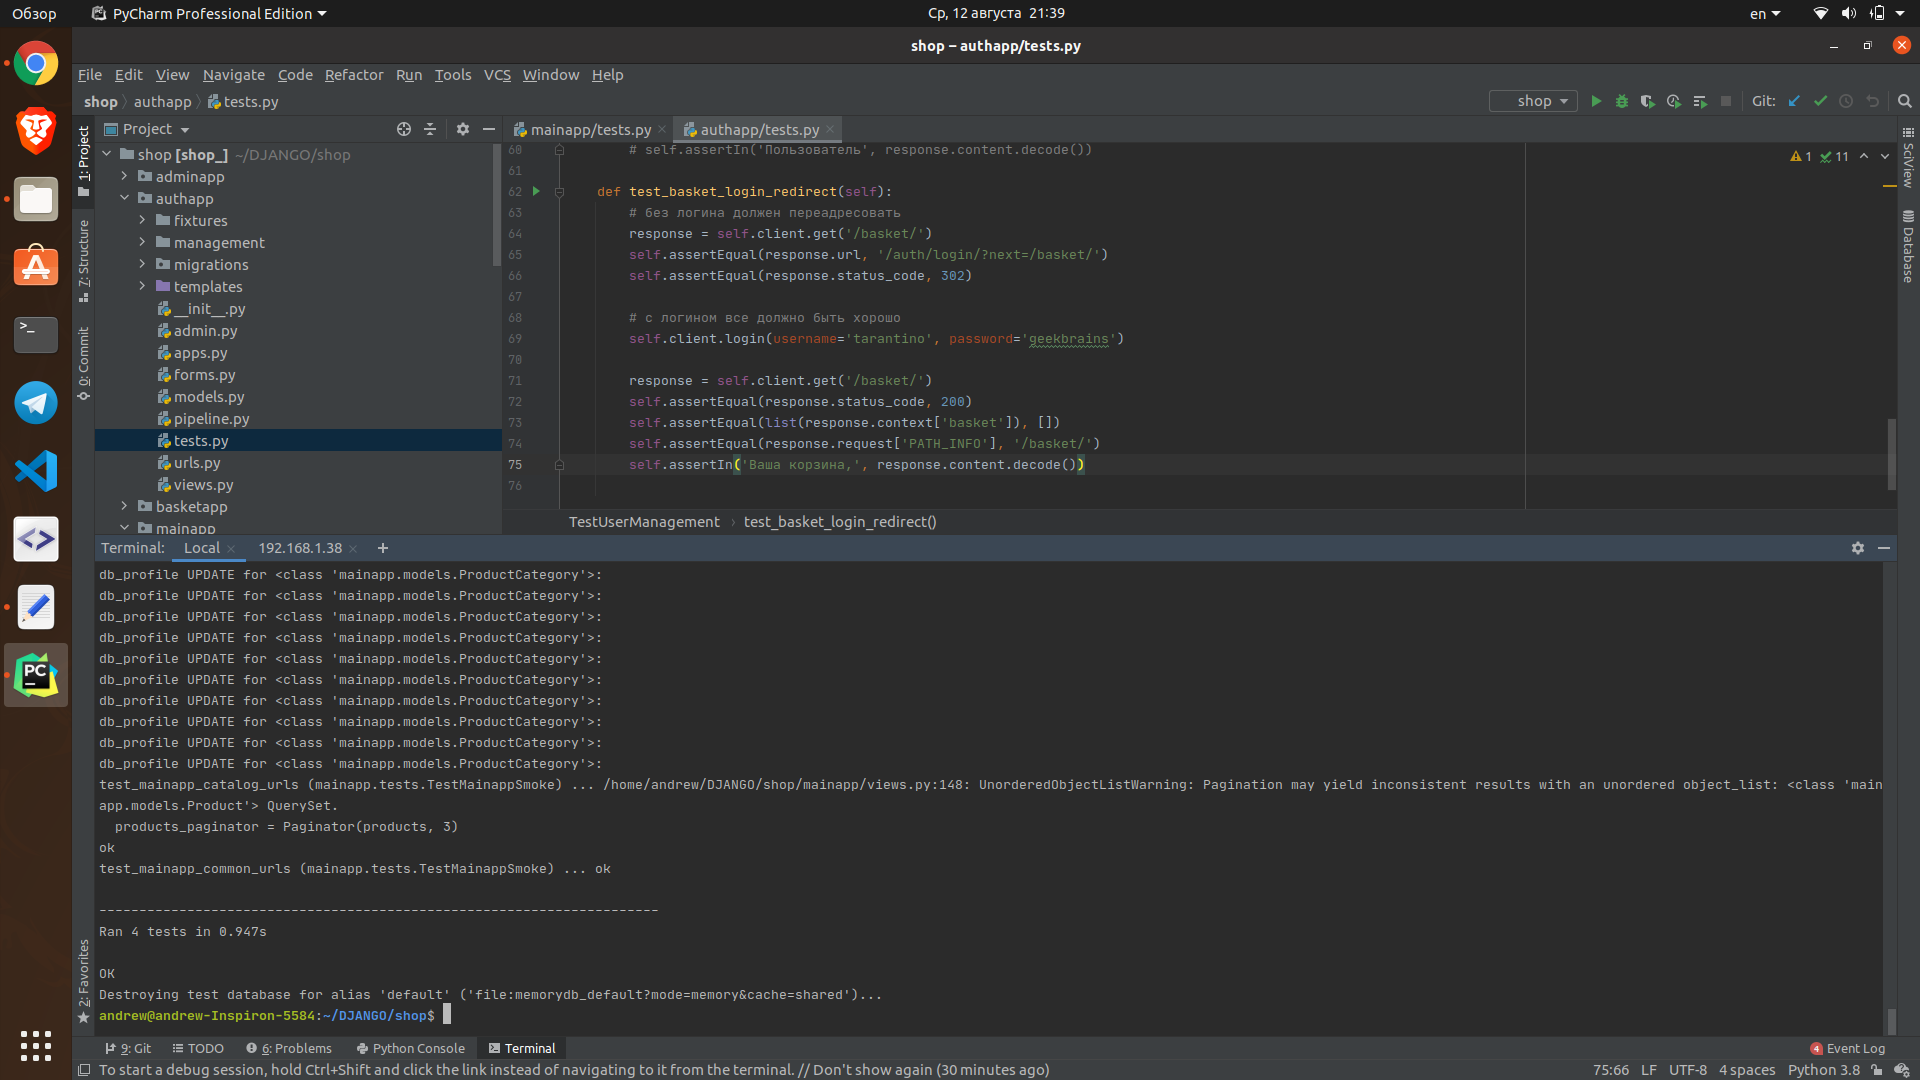 Обзор
PyCharm Professional Edition
Ср, 12 августа 21:39
en
shop – authapp/tests.py
File Edit View Navigate Code Refactor Run Tools VCS Window Help
shop authapp tests.py
shop
Git:
1: Project
7: Structure
0: Commit
2: Favorites
Project
shop [shop_] ~/DJANGO/shop
adminapp
authapp
fixtures
management
migrations
templates
__init__.py
admin.py
apps.py
forms.py
models.py
pipeline.py
tests.py
urls.py
views.py
basketapp
mainapp
mainapp/tests.py
authapp/tests.py
1 11
60 # self.assertIn('Пользователь', response.content.decode())
61
62 def test_basket_login_redirect(self):
63 # без логина должен переадресовать
64 response = self.client.get('/basket/')
65 self.assertEqual(response.url, '/auth/login/?next=/basket/')
66 self.assertEqual(response.status_code, 302)
67
68 # с логином все должно быть хорошо
69 self.client.login(username='tarantino', password='geekbrains')
70
71 response = self.client.get('/basket/')
72 self.assertEqual(response.status_code, 200)
73 self.assertEqual(list(response.context['basket']), [])
74 self.assertEqual(response.request['PATH_INFO'], '/basket/')
75 self.assertIn('Ваша корзина,', response.content.decode())
76
TestUserManagement › test_basket_login_redirect()
SciView
Database
Terminal: Local 192.168.1.38 +
db_profile UPDATE for <class 'mainapp.models.ProductCategory'>:
db_profile UPDATE for <class 'mainapp.models.ProductCategory'>:
db_profile UPDATE for <class 'mainapp.models.ProductCategory'>:
db_profile UPDATE for <class 'mainapp.models.ProductCategory'>:
db_profile UPDATE for <class 'mainapp.models.ProductCategory'>:
db_profile UPDATE for <class 'mainapp.models.ProductCategory'>:
db_profile UPDATE for <class 'mainapp.models.ProductCategory'>:
db_profile UPDATE for <class 'mainapp.models.ProductCategory'>:
db_profile UPDATE for <class 'mainapp.models.ProductCategory'>:
db_profile UPDATE for <class 'mainapp.models.ProductCategory'>:
test_mainapp_catalog_urls (mainapp.tests.TestMainappSmoke) ... /home/andrew/DJANGO/shop/mainapp/views.py:148: UnorderedObjectListWarning: Pagination may yield inconsistent results with an unordered object_list: <class 'main
app.models.Product'> QuerySet.
products_paginator = Paginator(products, 3)
ok
test_mainapp_common_urls (mainapp.tests.TestMainappSmoke) ... ok
----------------------------------------------------------------------
Ran 4 tests in 0.947s
OK
Destroying test database for alias 'default' ('file:memorydb_default?mode=memory&cache=shared')...
andrew@andrew-Inspiron-5584:~/DJANGO/shop$
9: Git TODO 6: Problems Python Console Terminal
4 Event Log
To start a debug session, hold Ctrl+Shift and click the link instead of navigating to it from the terminal. // Don't show again (30 minutes ago)
75:66 LF UTF-8 4 spaces Python 3.8
PC